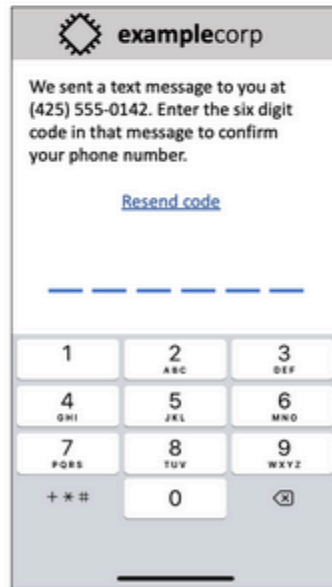 examplecorp
We sent a text message to you at
(425) 555-0142. Enter the six digit
code in that message to confirm
your phone number.
Resend code
1 2 3
ABC DEF
4 5 6
GHI JKL MNO
7 8 9
PQRS TUV WXYZ
+ * # 0